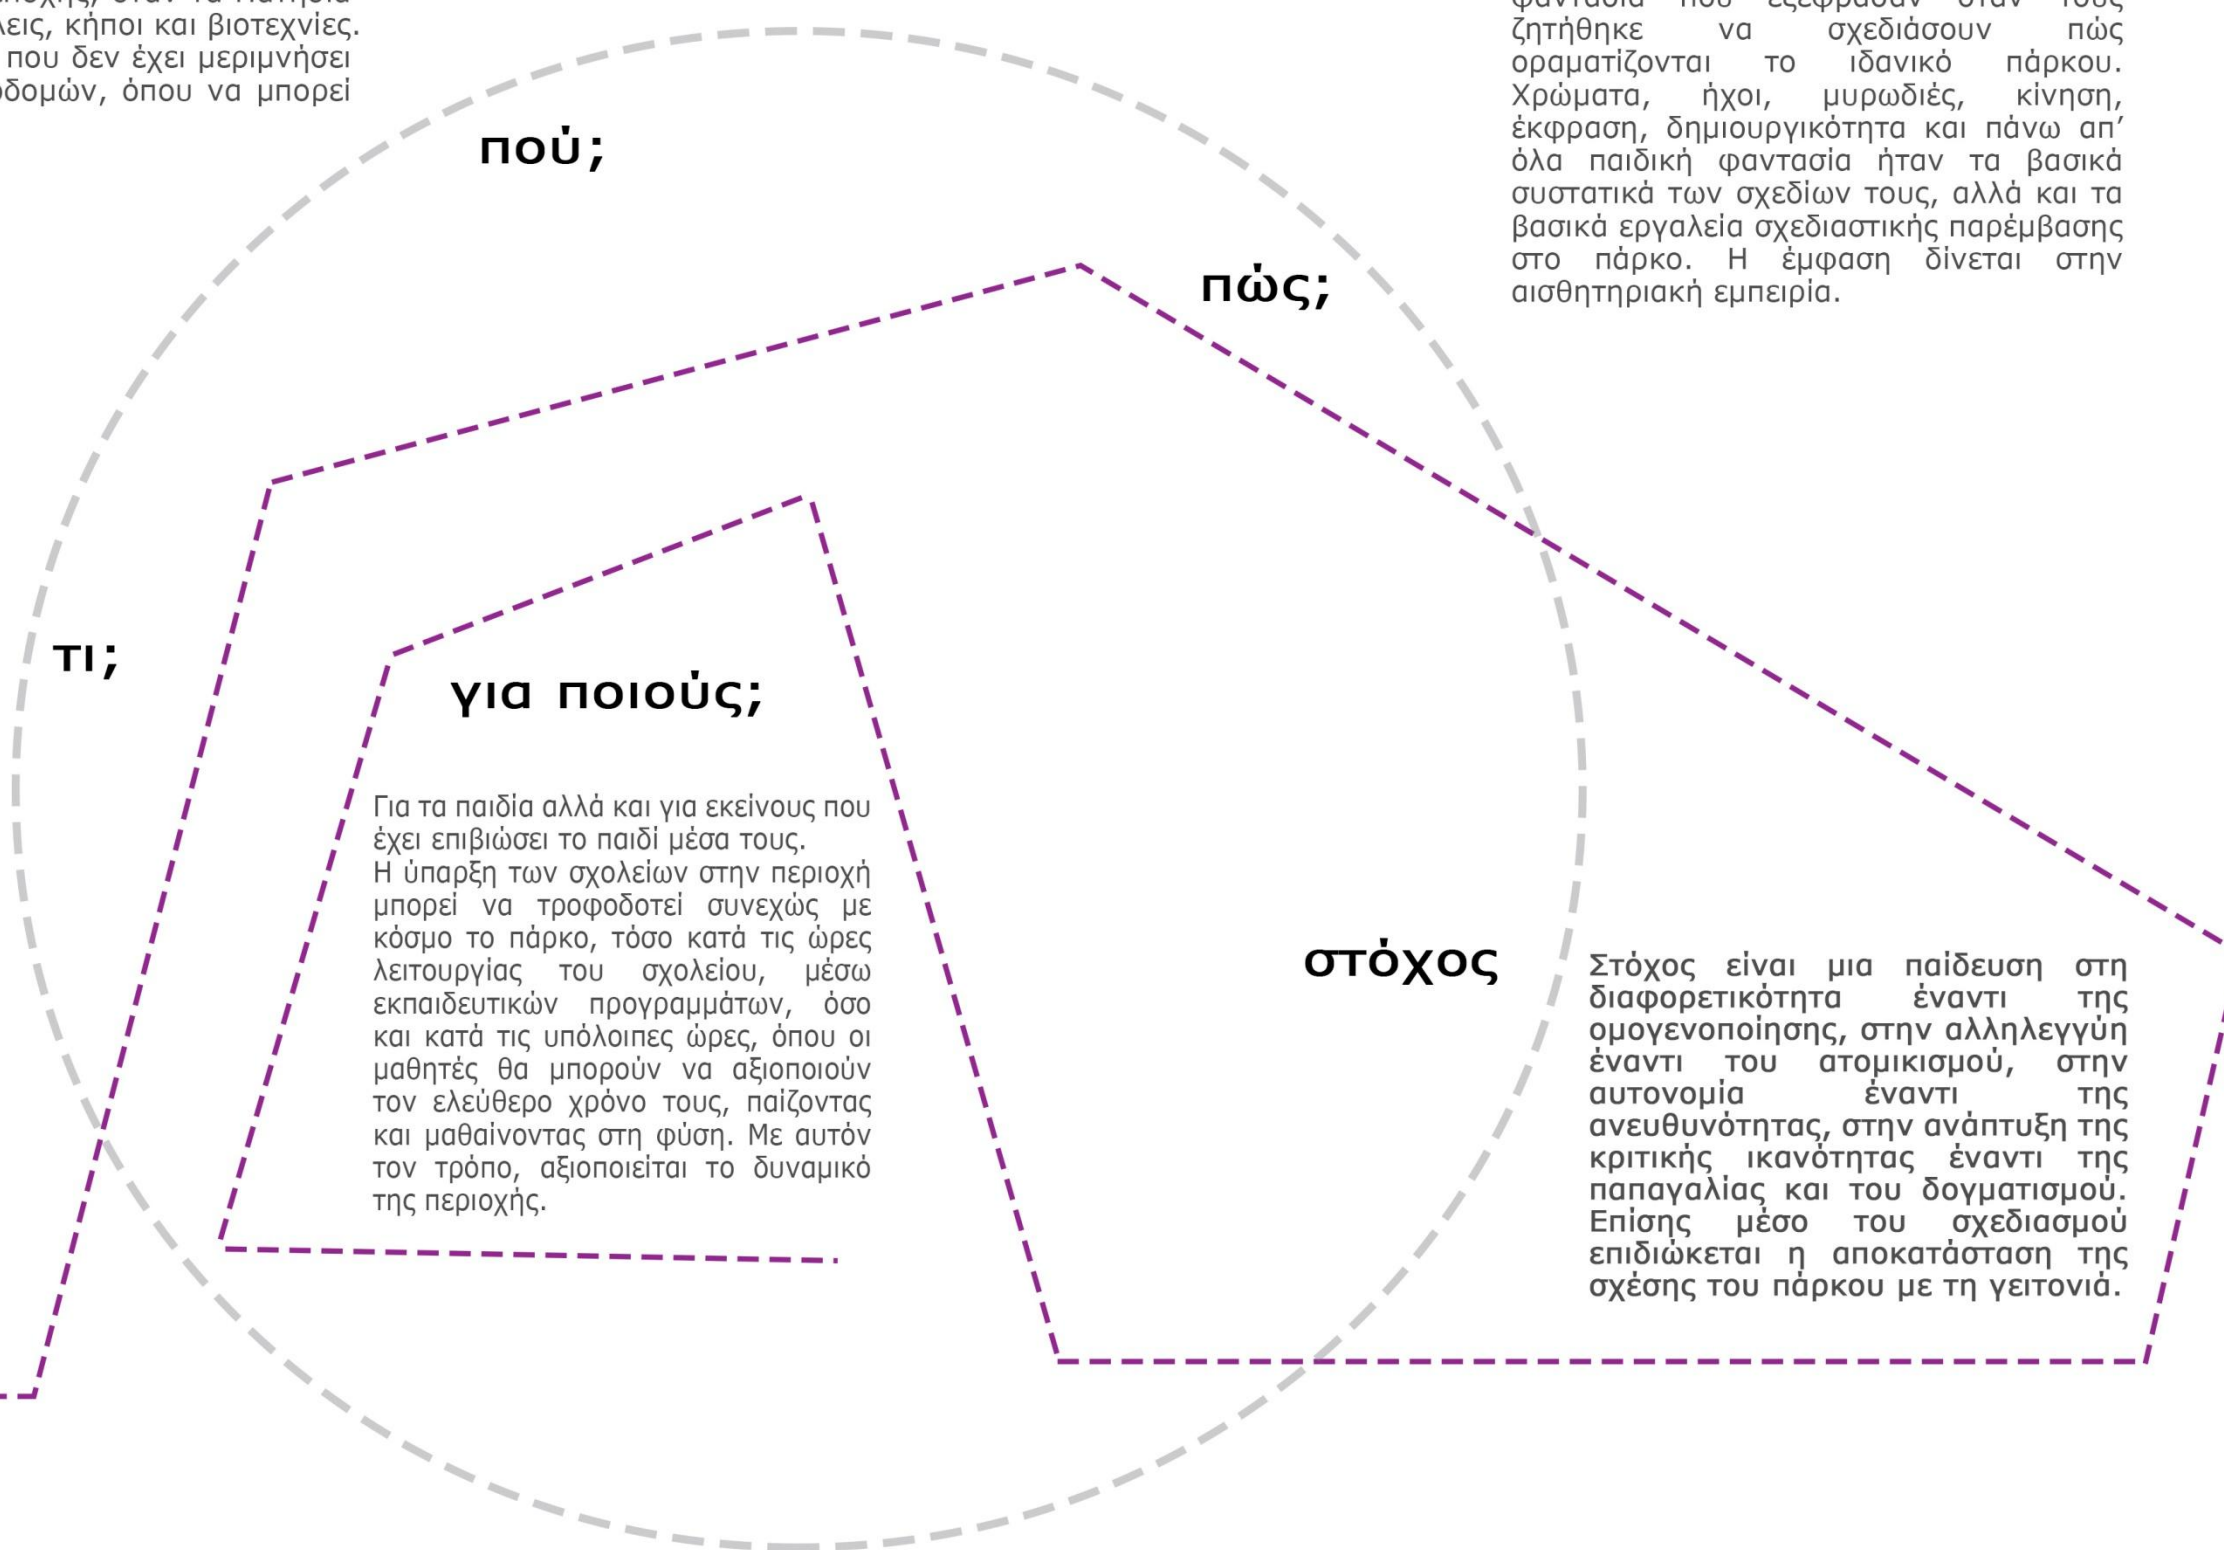 κήποι και βιοτεχνίες.
που δεν έχει μεριμνήσει
όπου να μπορεί
που
ζητήθηκε να σχεδιάσουν πώς
οραματίζονται το ιδανικό πάρκου.
Χρώματα, ήχοι, μυρωδιές, κίνηση,
έκφραση, δημιουργικότητα και πάνω απ’
όλα παιδική φαντασία ήταν τα βασικά
συστατικά των σχεδίων τους, αλλά και τα
βασικά εργαλεία σχεδιαστικής παρέμβασης
στο πάρκο. Η έμφαση δίνεται στην
αισθητηριακή εμπειρία.
πού;
πώς;
τι;
για ποιούς;
Για τα παιδία αλλά και για εκείνους που
έχει επιβιώσει το παιδί μέσα τους.
Η ύπαρξη των σχολείων στην περιοχή
μπορεί να τροφοδοτεί συνεχώς με
κόσμο το πάρκο, τόσο κατά τις ώρες
λειτουργίας του σχολείου, μέσω
εκπαιδευτικών προγραμμάτων, όσο
και κατά τις υπόλοιπες ώρες, όπου οι
μαθητές θα μπορούν να αξιοποιούν
τον ελεύθερο χρόνο τους, παίζοντας
και μαθαίνοντας στη φύση. Με αυτόν
τον τρόπο, αξιοποιείται το δυναμικό
της περιοχής.
στόχος
Στόχος είναι μια παίδευση στη
διαφορετικότητα έναντι της
ομογενοποίησης, στην αλληλεγγύη
έναντι του ατομικισμού, στην
αυτονομία έναντι της
ανευθυνότητας, στην ανάπτυξη της
κριτικής ικανότητας έναντι της
παπαγαλίας και του δογματισμού.
Επίσης μέσο του σχεδιασμού
επιδιώκεται η αποκατάσταση της
σχέσης του πάρκου με τη γειτονιά.